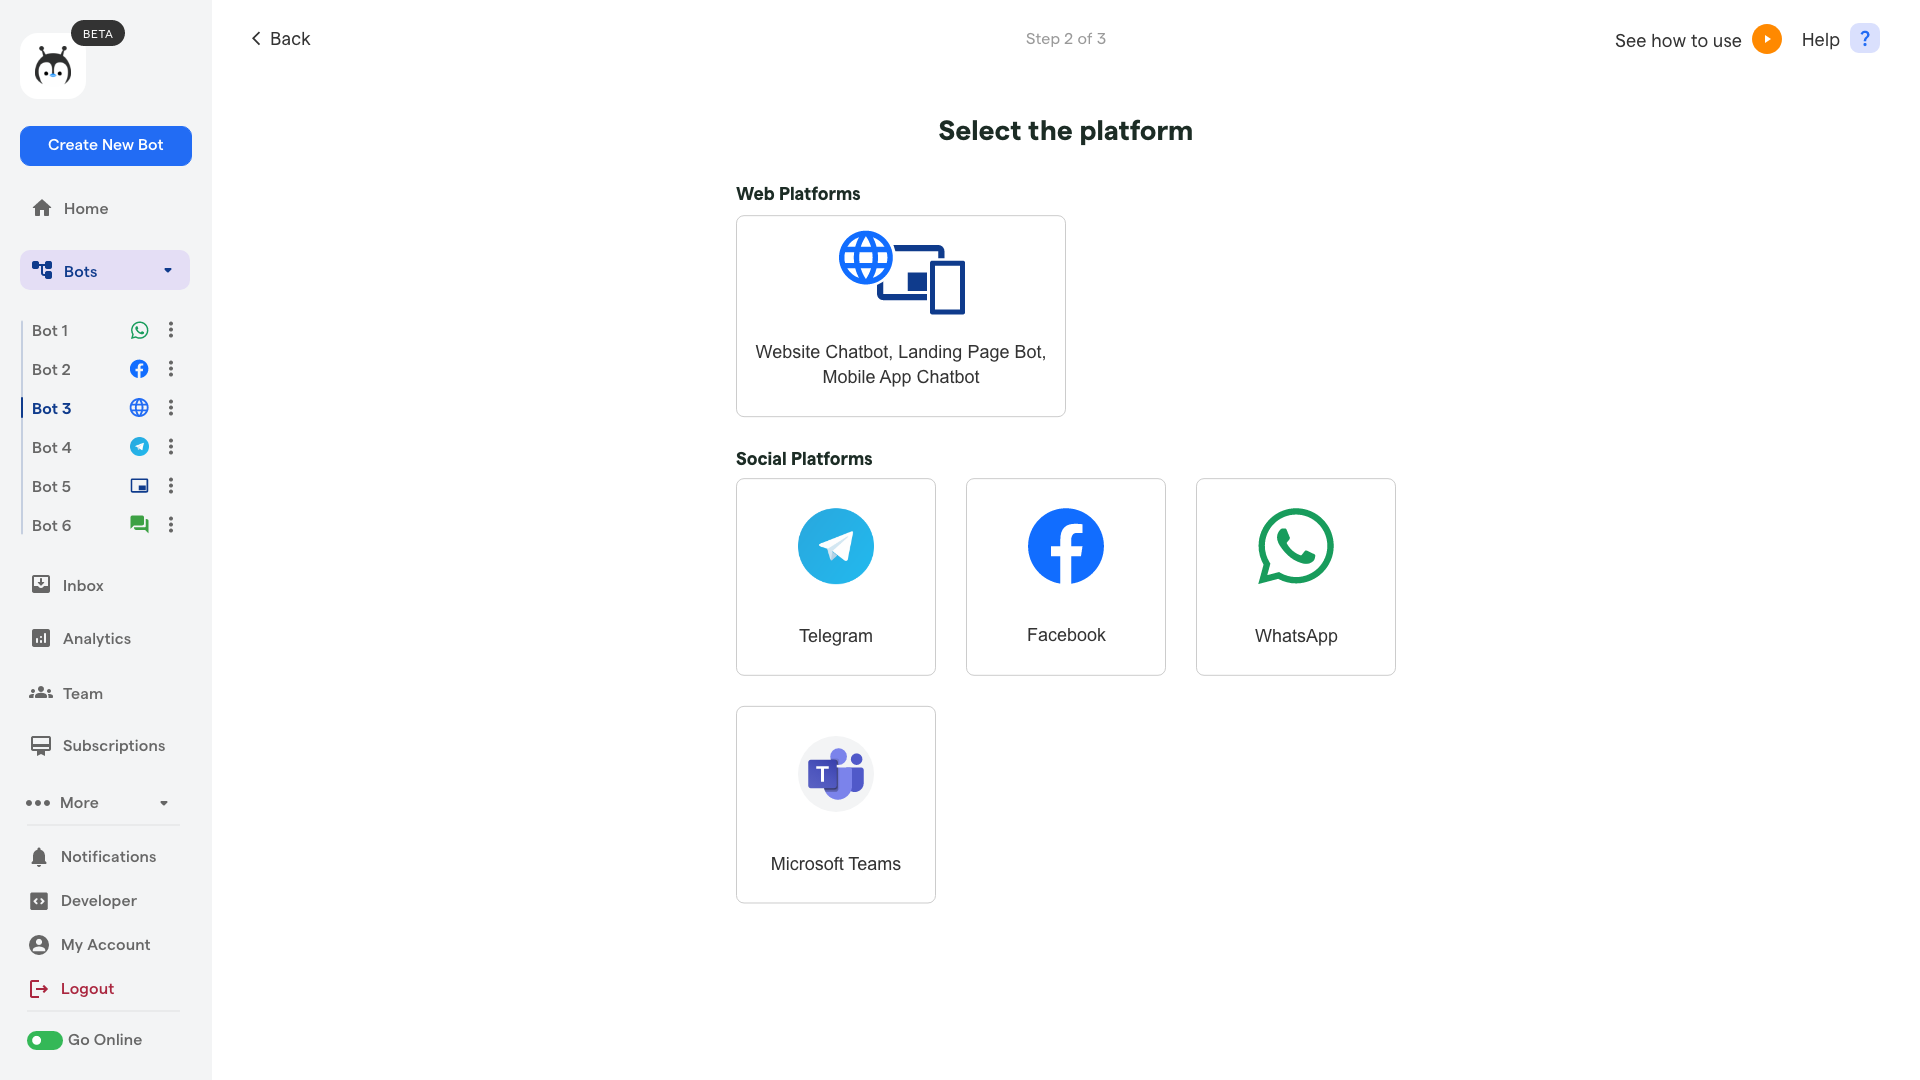 BETA
Create New Bot
Home
Bots
Bot 1
Bot 2
Bot 3
Bot 4
Bot 5
Bot 6
Inbox
Analytics
Team
Subscriptions
More
Notifications
Developer
My Account
Logout
Go Online
Back
Step 2 of 3
See how to use
Help ?
Select the platform
Web Platforms
Website Chatbot, Landing Page Bot,
Mobile App Chatbot
Social Platforms
Telegram
Facebook
WhatsApp
T
Microsoft Teams